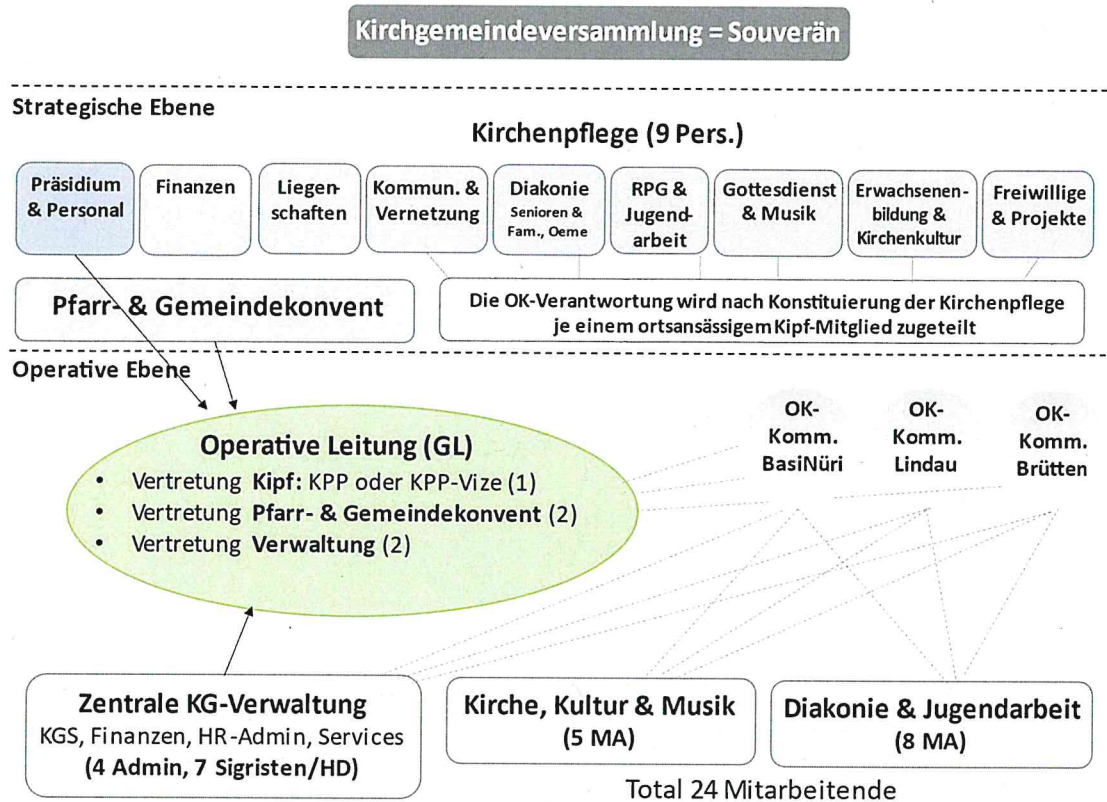 Kirchgemeindeversammlung = Souverän
Strategische Ebene
Kirchenpflege (9 Pers.)
Präsidium
& Personal
Finanzen
Liegen-
schaften
Kommun. &
Vernetzung
Diakonie
Senioren &
Fam., Oeme
RPG &
Jugend-
arbeit
Gottesdienst
& Musik
Erwachsenen-
bildung &
Kirchenkultur
Freiwillige
& Projekte
Pfarr- & Gemeindekonvent
Die OK-Verantwortung wird nach Konstituierung der Kirchenpflege
je einem ortsansässigem Kipf-Mitglied zugeteilt
Operative Ebene
Operative Leitung (GL)
• Vertretung Kipf: KPP oder KPP-Vize (1)
• Vertretung Pfarr- & Gemeindekonvent (2)
• Vertretung Verwaltung (2)
OK-
Komm.
BasiNüri
OK-
Komm.
Lindau
OK-
Komm.
Brütten
Zentrale KG-Verwaltung
KGS, Finanzen, HR-Admin, Services
(4 Admin, 7 Sigristen/HD)
Kirche, Kultur & Musik
(5 MA)
Diakonie & Jugendarbeit
(8 MA)
Total 24 Mitarbeitende